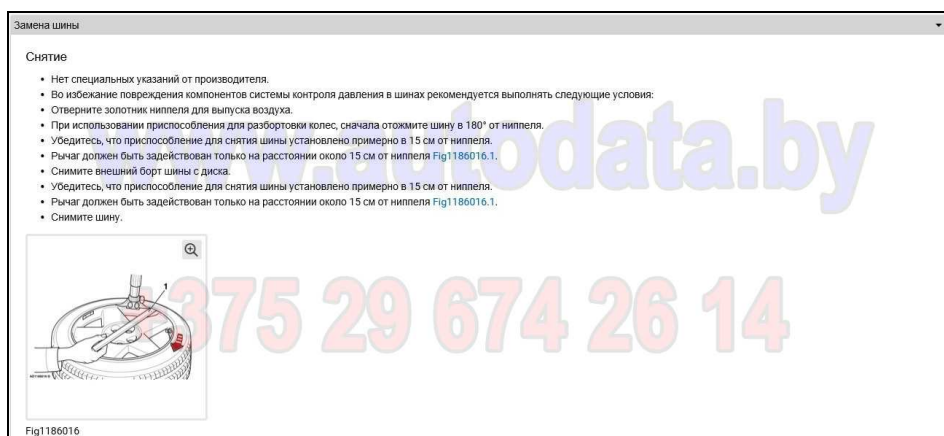 Замена шины
Снятие
• Нет специальных указаний от производителя.
• Во избежание повреждения компонентов системы контроля давления в шинах рекомендуется выполнять следующие условия:
• Отверните золотник ниппеля для выпуска воздуха.
• При использовании приспособления для разбортовки колес, сначала отожмите шину в 180° от ниппеля.
• Убедитесь, что приспособление для снятия шины установлено примерно в 15 см от ниппеля.
• Рычаг должен быть задействован только на расстоянии около 15 см от ниппеля Fig1186016.1.
• Снимите внешний борт шины с диска.
• Убедитесь, что приспособление для снятия шины установлено примерно в 15 см от ниппеля.
• Рычаг должен быть задействован только на расстоянии около 15 см от ниппеля Fig1186016.1.
• Снимите шину.
www.autodata.by
1
+375 29 674 26 14
Fig1186016